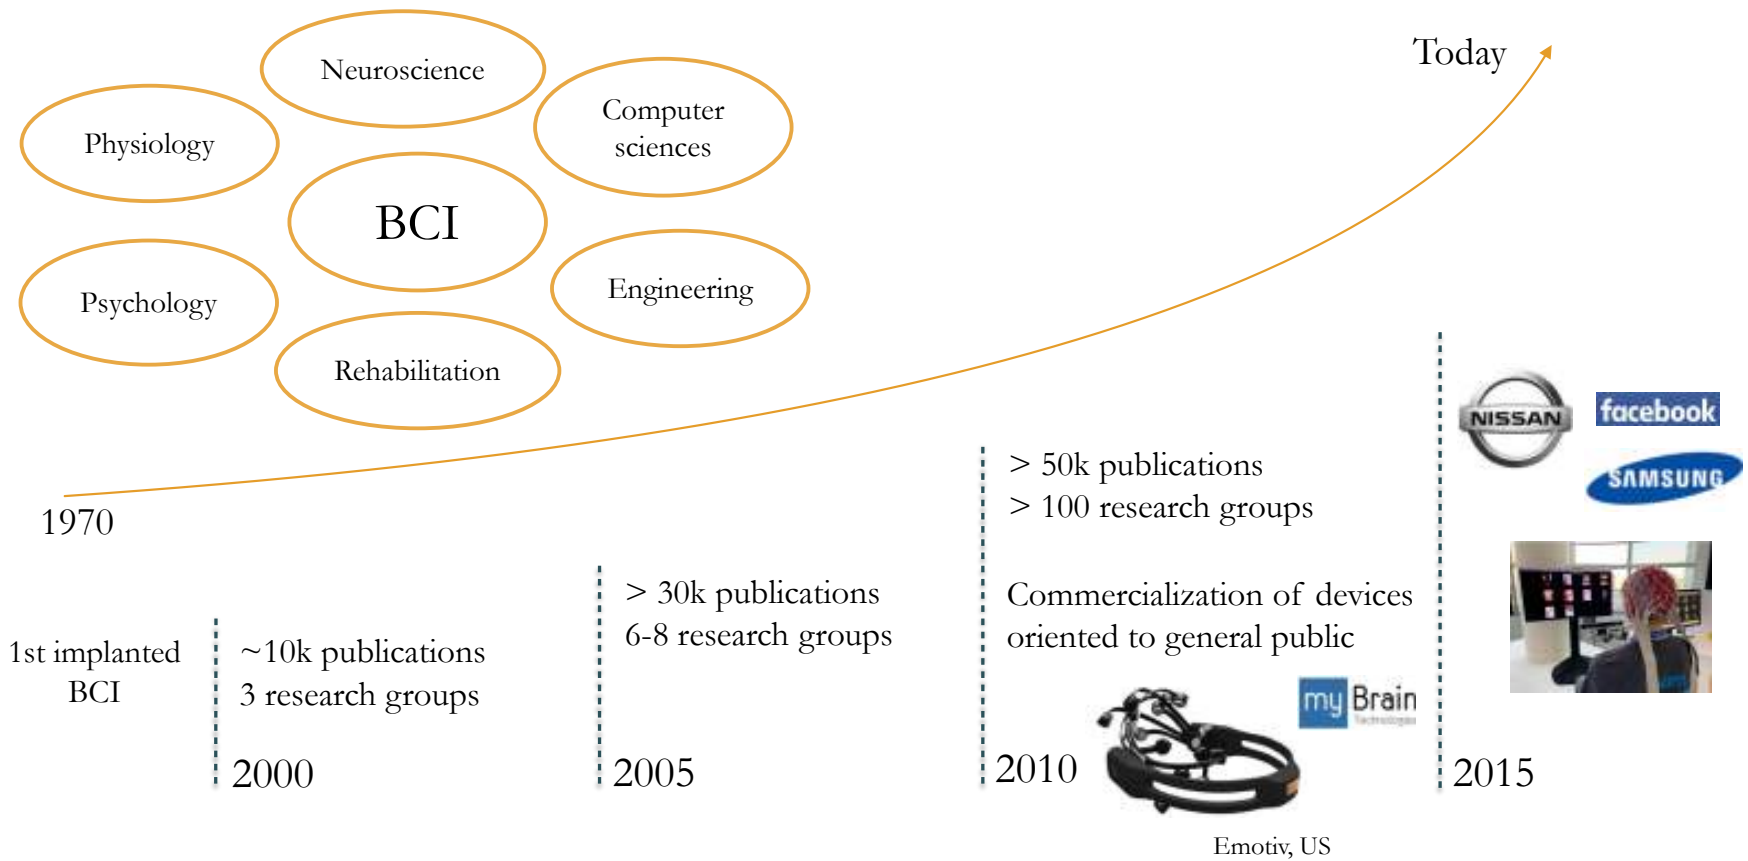 Today
Neuroscience
Computer
sciences
Physiology
BCI
Psychology
Engineering
Rehabilitation
1970
1st implanted
BCI
~10k publications
3 research groups
2000
> 30k publications
6-8 research groups
2005
> 50k publications
> 100 research groups
Commercialization of devices
oriented to general public
my Brain
Technologies
2010
Emotiv, US
NISSAN
facebook
SAMSUNG
2015